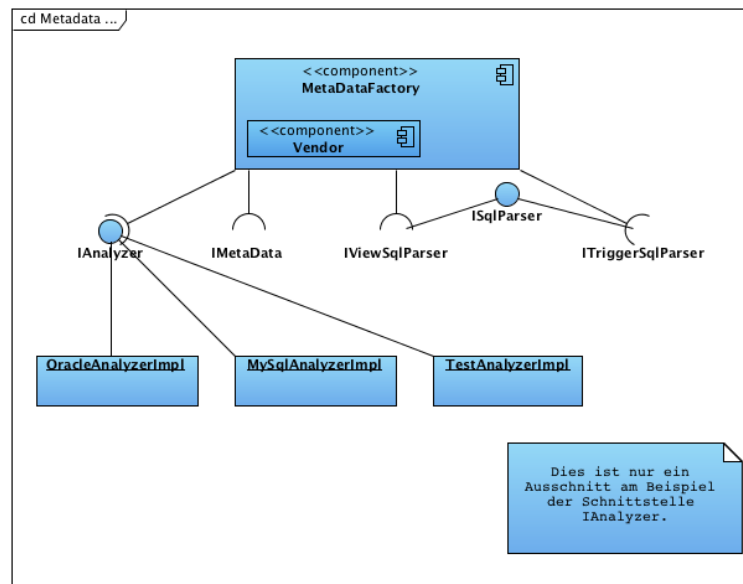 cd Metadata ...
<<component>>
MetaDataFactory
<<component>>
Vendor
ISqlParser
IAnalyzer
IMetaData
IViewSqlParser
ITriggerSqlParser
OracleAnalyzerImpl
MySqlAnalyzerImpl
TestAnalyzerImpl
Dies ist nur ein
Ausschnitt am Beispiel
der Schnittstelle
IAnalyzer.